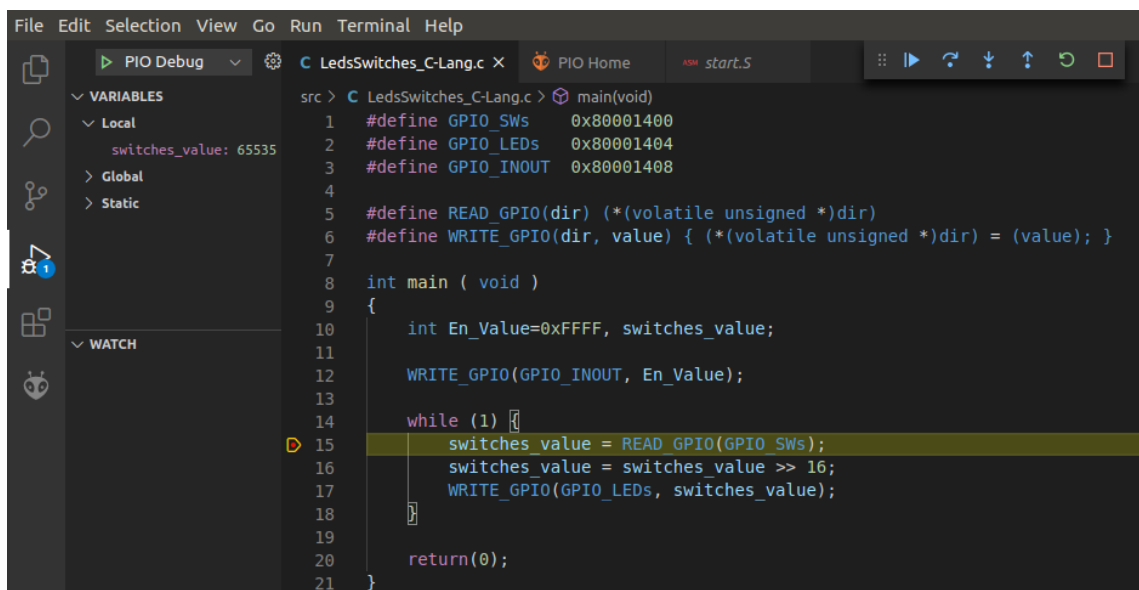 File Edit Selection View Go Run Terminal Help
PIO Debug
C LedsSwitches_C-Lang.c
PIO Home
ASM start.S
VARIABLES
Local
switches_value: 65535
Global
Static
1
WATCH
src > C LedsSwitches_C-Lang.c > main(void)
1 #define GPIO_SWs 0x80001400
2 #define GPIO_LEDs 0x80001404
3 #define GPIO_INOUT 0x80001408
4
5 #define READ_GPIO(dir) (*(volatile unsigned *)dir)
6 #define WRITE_GPIO(dir, value) { (*(volatile unsigned *)dir) = (value); }
7
8 int main ( void )
9 {
10 int En_Value=0xFFFF, switches_value;
11
12 WRITE_GPIO(GPIO_INOUT, En_Value);
13
14 while (1) {
15 switches_value = READ_GPIO(GPIO_SWs);
16 switches_value = switches_value >> 16;
17 WRITE_GPIO(GPIO_LEDs, switches_value);
18 }
19
20 return(0);
21 }